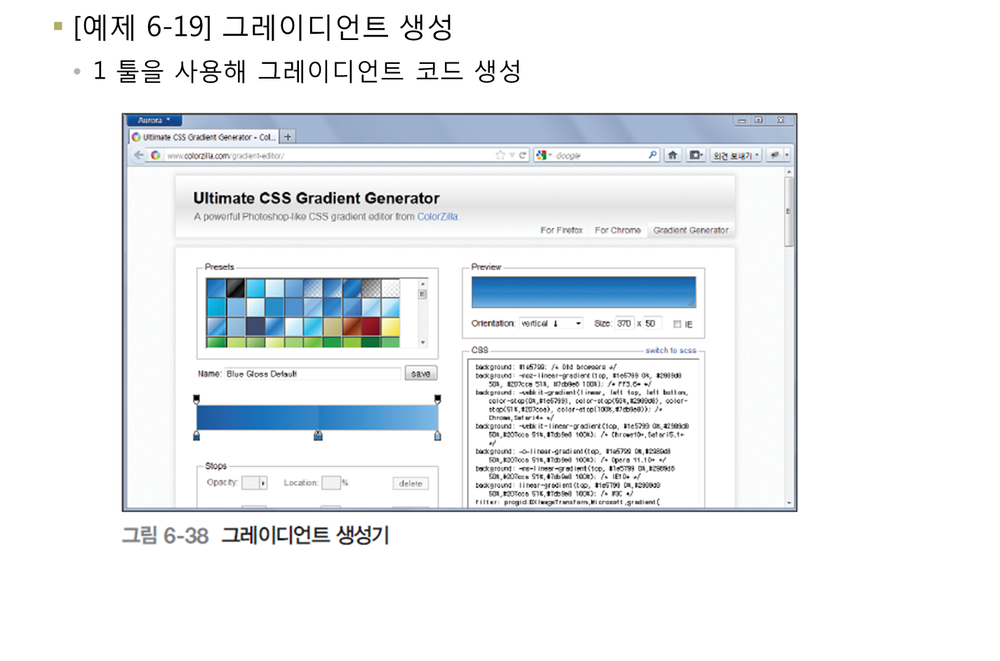 [예제 6-19] 그레이디언트 생성
1 툴을 사용해 그레이디언트 코드 생성
Aurora
Ultimate CSS Gradient Generator - Col...
www.colorzilla.com/gradient-editor/
Google
의견 보내기
Ultimate CSS Gradient Generator
A powerful Photoshop-like CSS gradient editor from ColorZilla.
For Firefox For Chrome Gradient Generator
Presets
Name: Blue Gloss Default save
Stops
Opacity: Location: % delete
Preview
Orientation: vertical ↓ Size: 370 x 50 IE
CSS switch to scss
background: #1e5799; /* Old browsers */
background: -moz-linear-gradient(top, #1e5799 0%, #2989d8
50%, #207cca 51%, #7db9e8 100%); /* FF3.6+ */
background: -webkit-gradient(linear, left top, left bottom,
color-stop(0%,#1e5799), color-stop(50%,#2989d8), color-
stop(51%,#207cca), color-stop(100%,#7db9e8)); /*
Chrome,Safari4+ */
background: -webkit-linear-gradient(top, #1e5799 0%,#2989d8
50%,#207cca 51%,#7db9e8 100%); /* Chrome10+,Safari5.1+
*/
background: -o-linear-gradient(top, #1e5799 0%,#2989d8
50%,#207cca 51%,#7db9e8 100%); /* Opera 11.10+ */
background: -ms-linear-gradient(top, #1e5799 0%,#2989d8
50%,#207cca 51%,#7db9e8 100%); /* IE10+ */
background: linear-gradient(top, #1e5799 0%,#2989d8
50%,#207cca 51%,#7db9e8 100%); /* W3C */
filter: progid:DXImageTransform.Microsoft.gradient(
그림 6-38 그레이디언트 생성기